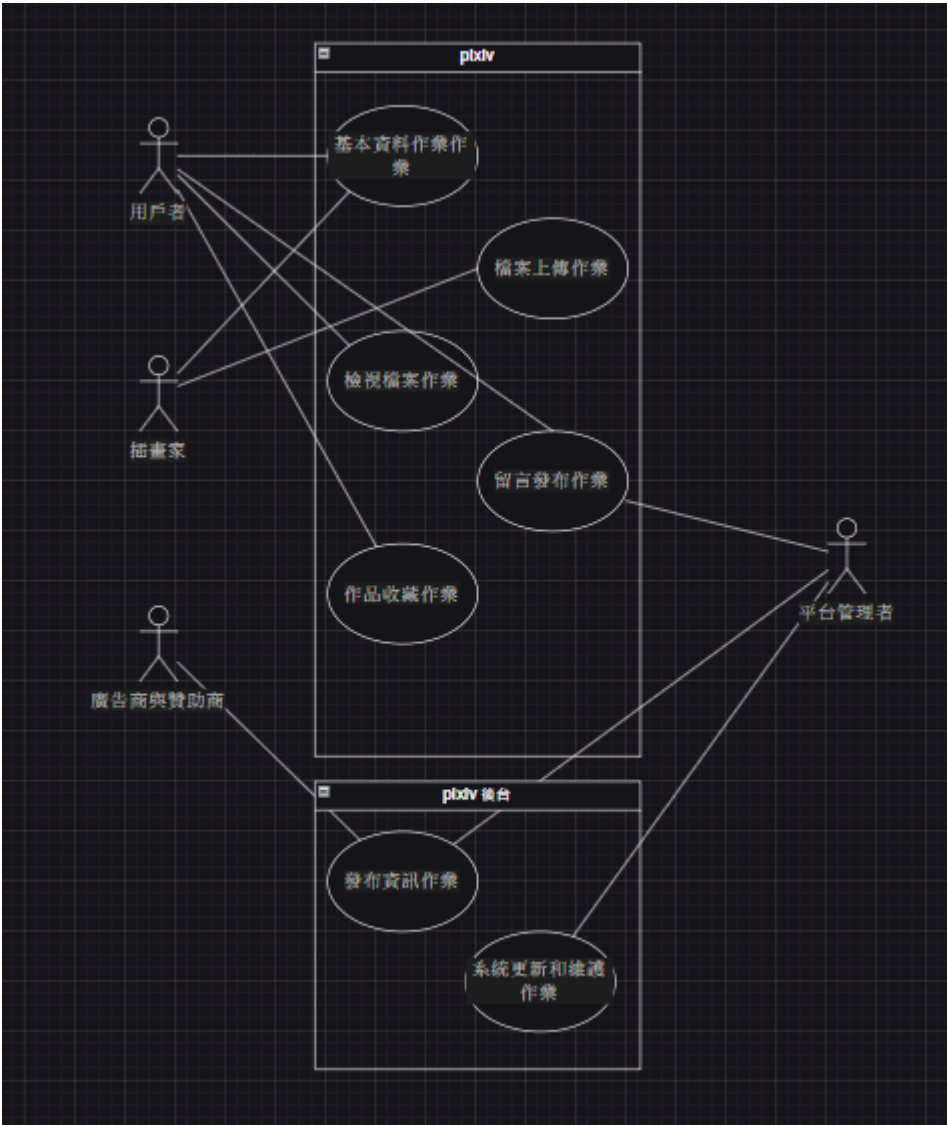 pixiv
基本資料作業作
業
用戶者
檔案上傳作業
檢視檔案作業
插畫家
留言發布作業
作品收藏作業
平台管理者
廣告商與贊助商
pixiv 後台
發布資訊作業
系統更新和維護
作業